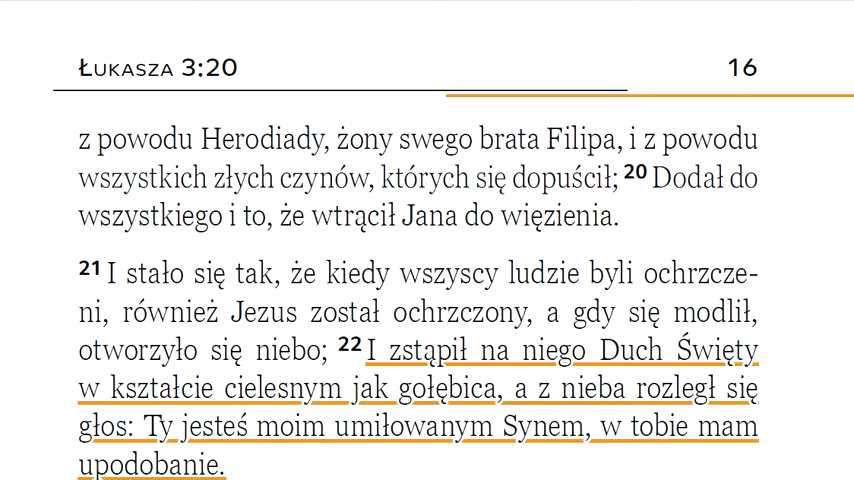 Łukasza 3:20 16
z powodu Herodiady, żony swego brata Filipa, i z powodu
wszystkich złych czynów, których się dopuścił; 20 Dodał do
wszystkiego i to, że wtrącił Jana do więzienia.
21 I stało się tak, że kiedy wszyscy ludzie byli ochrzcze-
ni, również Jezus został ochrzczony, a gdy się modlił,
otworzyło się niebo; 22 I zstąpił na niego Duch Święty
w kształcie cielesnym jak gołębica, a z nieba rozległ się
głos: Ty jesteś moim umiłowanym Synem, w tobie mam
upodobanie.